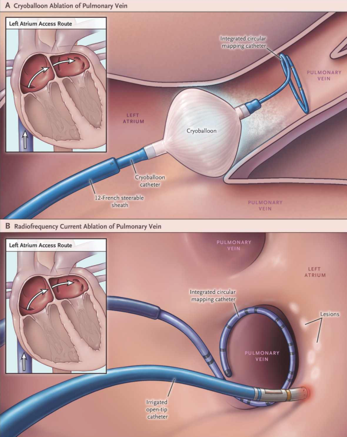 A Cryoballoon Ablation of Pulmonary Vein
Left Atrium Access Route
Integrated circular
mapping catheter
PULMONARY
VEIN
LEFT
ATRIUM
Cryoballoon
Cryoballoon
catheter
12-French steerable
sheath
PULMONARY
VEIN
B Radiofrequency Current Ablation of Pulmonary Vein
Left Atrium Access Route
PULMONARY
VEIN
LEFT
ATRIUM
Integrated circular
mapping catheter
Lesions
PULMONARY
VEIN
Irrigated
open-tip
catheter